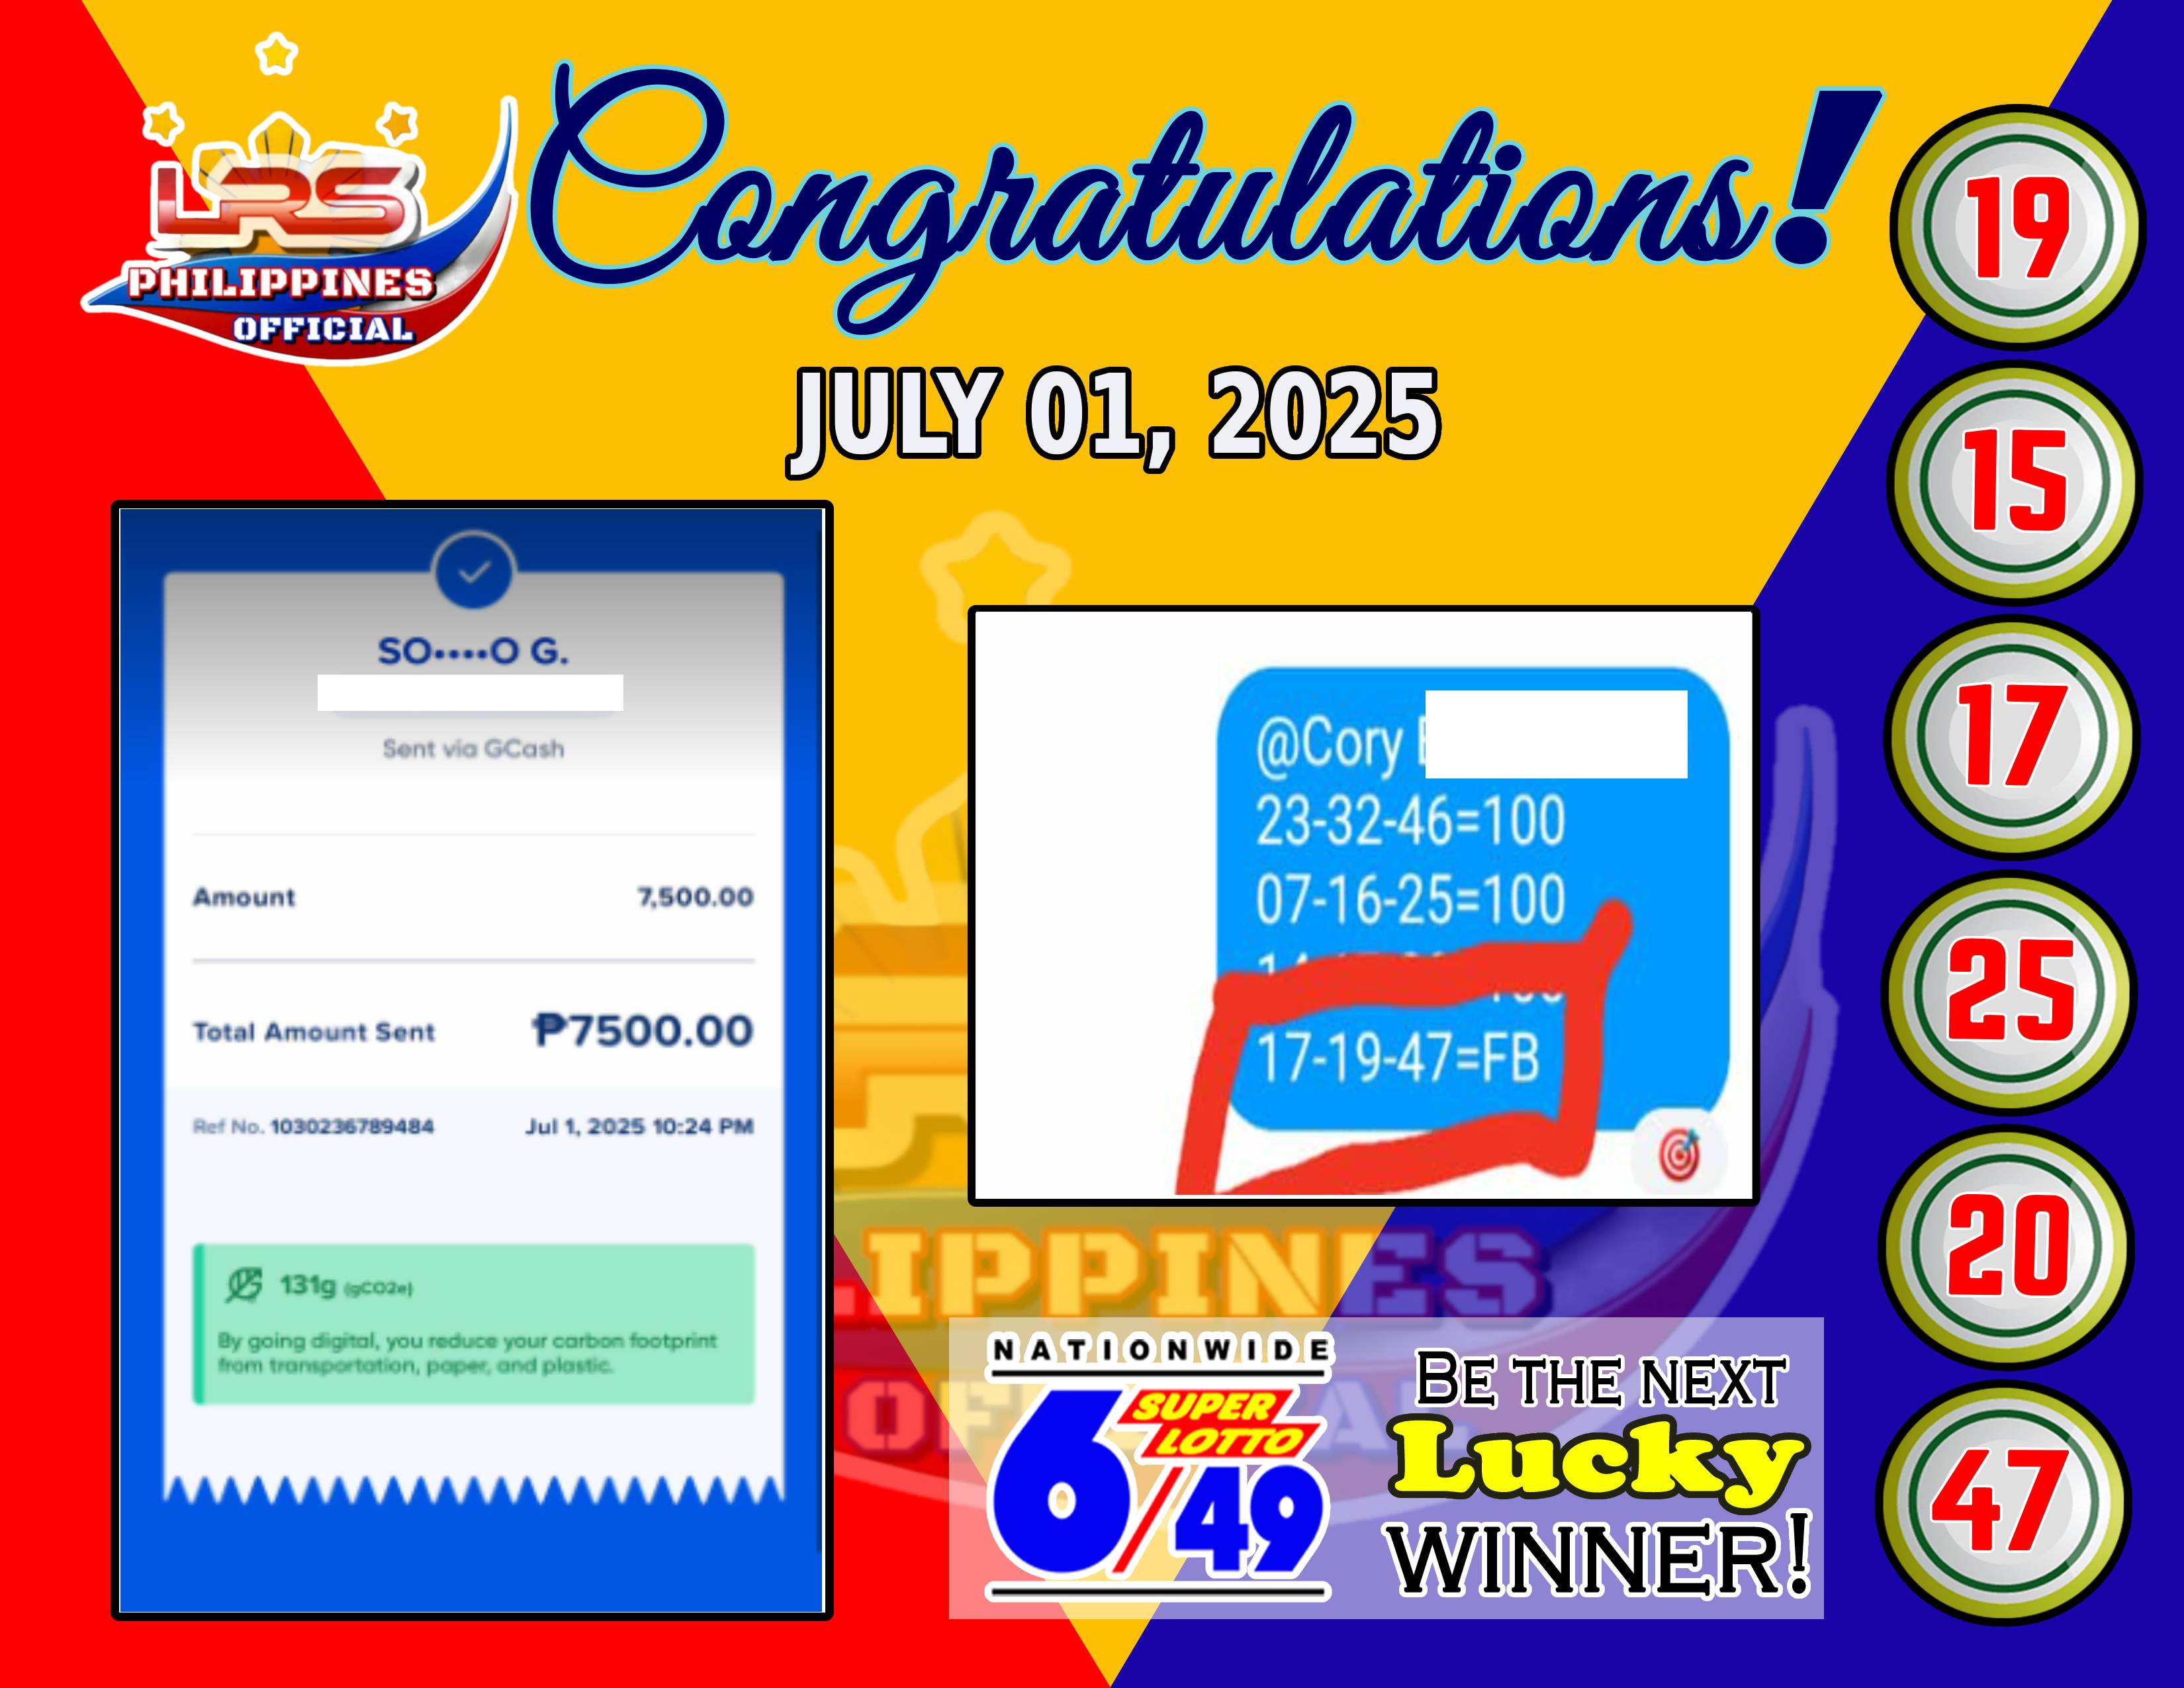 LRS
PHILIPPINES
OFFICIAL
Congratulations!
JULY 01, 2025
SO••••O G.
Sent via GCash
Amount 7,500.00
Total Amount Sent ₱7500.00
Ref No. 1030236789484 Jul 1, 2025 10:24 PM
131g (gCO2e)
By going digital, you reduce your carbon footprint
from transportation, paper, and plastic.
@Cory
23-32-46=100
07-16-25=100
17-19-47=FB
19
15
17
25
20
47
NATIONWIDE
SUPER
LOTTO
6/49
BE THE NEXT
Lucky
WINNER!